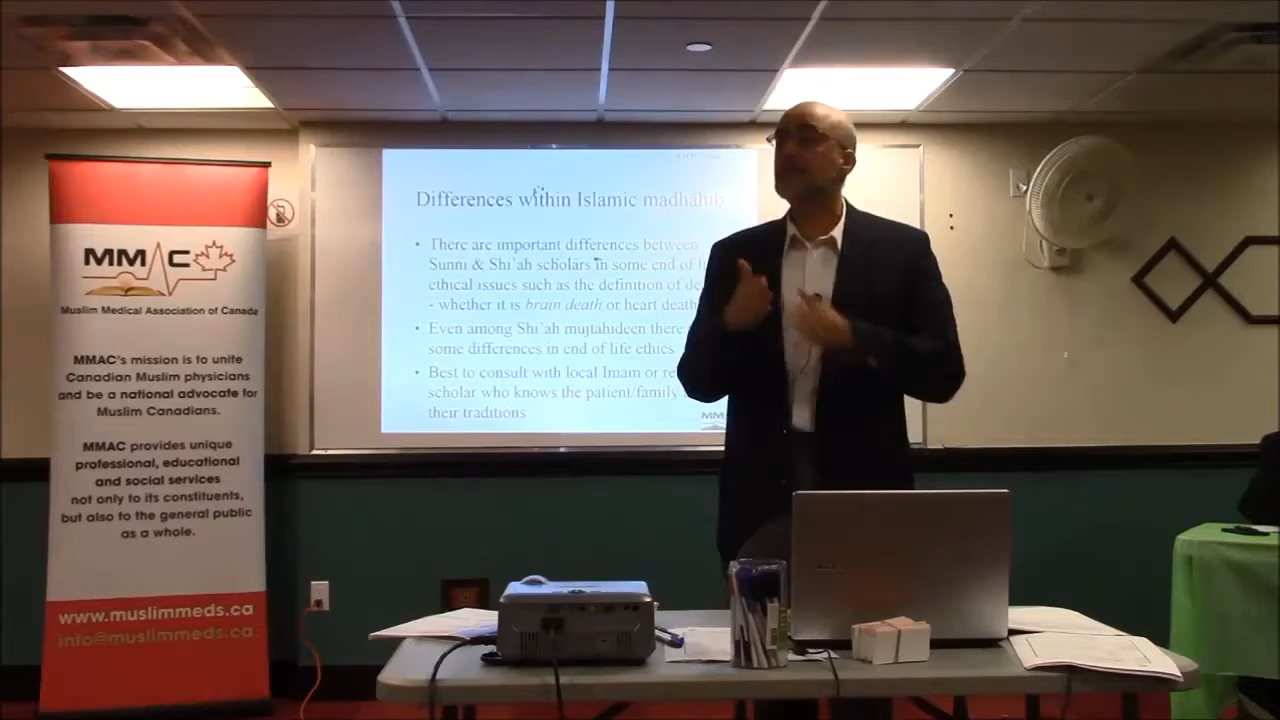 MMAC
Muslim Medical Association of Canada
MMAC's mission is to unite
Canadian Muslim physicians
and be a national advocate for
Muslim Canadians.
MMAC provides unique
professional, educational
and social services
not only to its constituents,
but also to the general public
as a whole.
www.muslimmeds.ca
info@muslimmeds.ca
Differences within Islamic madhahib
• There are important differences between
Sunni & Shi'ah scholars in some end of
ethical issues such as the definition of
- whether it is brain death or heart death
• Even among Shi'ah mujtahideen there
some differences in end of life ethics
• Best to consult with local Imam or
scholar who knows the patient/family
their traditions
MM